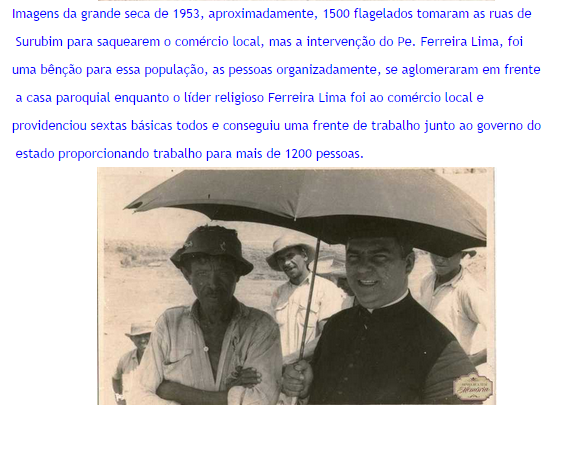 Imagens da grande seca de 1953, aproximadamente, 1500 flagelados tomaram as ruas de
Surubim para saquearem o comércio local, mas a intervenção do Pe. Ferreira Lima, foi
uma bênção para essa população, as pessoas organizadamente, se aglomeraram em frente
a casa paroquial enquanto o líder religioso Ferreira Lima foi ao comércio local e
providenciou sextas básicas todos e conseguiu uma frente de trabalho junto ao governo do
estado proporcionando trabalho para mais de 1200 pessoas.
Memória